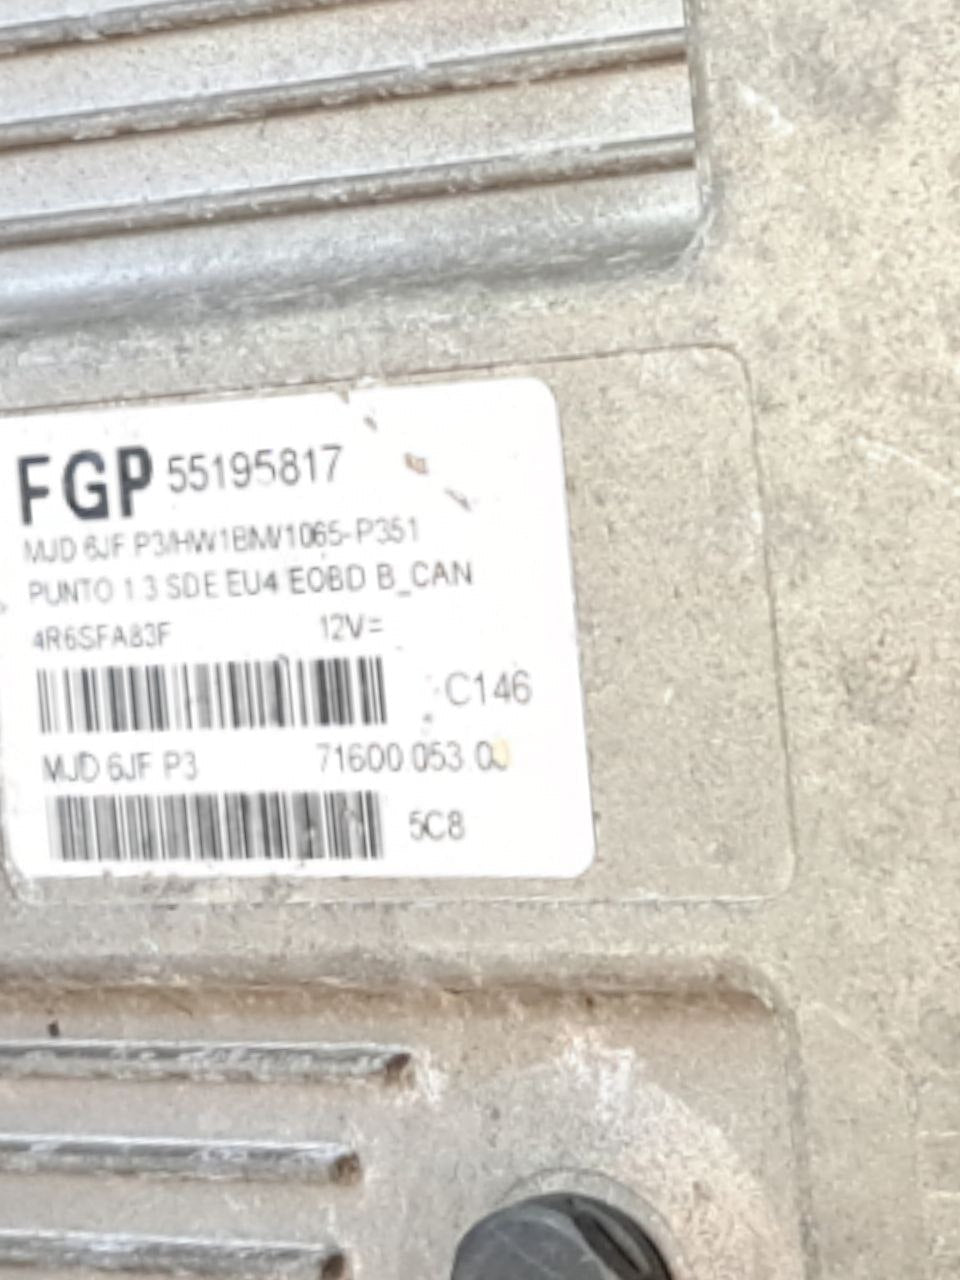 FGP 55195817
MJD 6JF P3/HW1BM/1065-P351
PUNTO 1.3 SDE EU4 EOBD B_CAN
4R6SFA83F 12V=
C146
MJD 6JF P3 71600.053.0
5C8